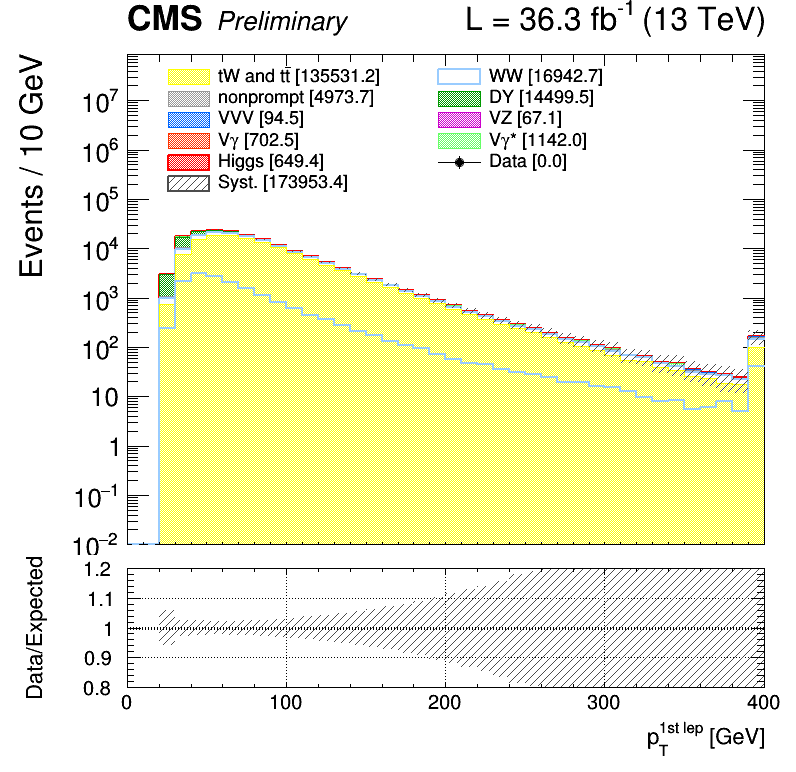 CMS Preliminary L = 36.3 fb⁻¹ (13 TeV)
Events / 10 GeV
tW and tt̄ [135531.2]
nonprompt [4973.7]
VVV [94.5]
Vγ [702.5]
Higgs [649.4]
Syst. [173953.4]
WW [16942.7]
DY [14499.5]
VZ [67.1]
Vγ* [1142.0]
Data [0.0]
10⁷
10⁶
10⁵
10⁴
10³
10²
10
1
10⁻¹
10⁻²
Data/Expected
1.2
1.1
1
0.9
0.8
0 100 200 300 400
p_T^1st lep [GeV]